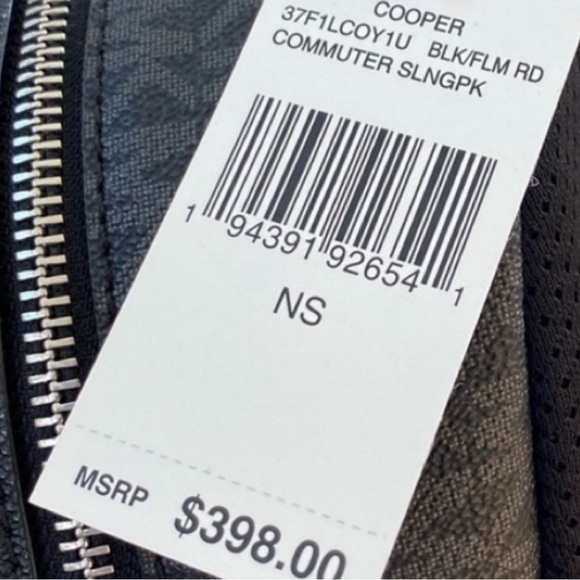 COOPER
37F1LCOY1U BLK/FLM RD
COMMUTER SLNGPK
1 94391 92654 1
NS
MSRP $398.00